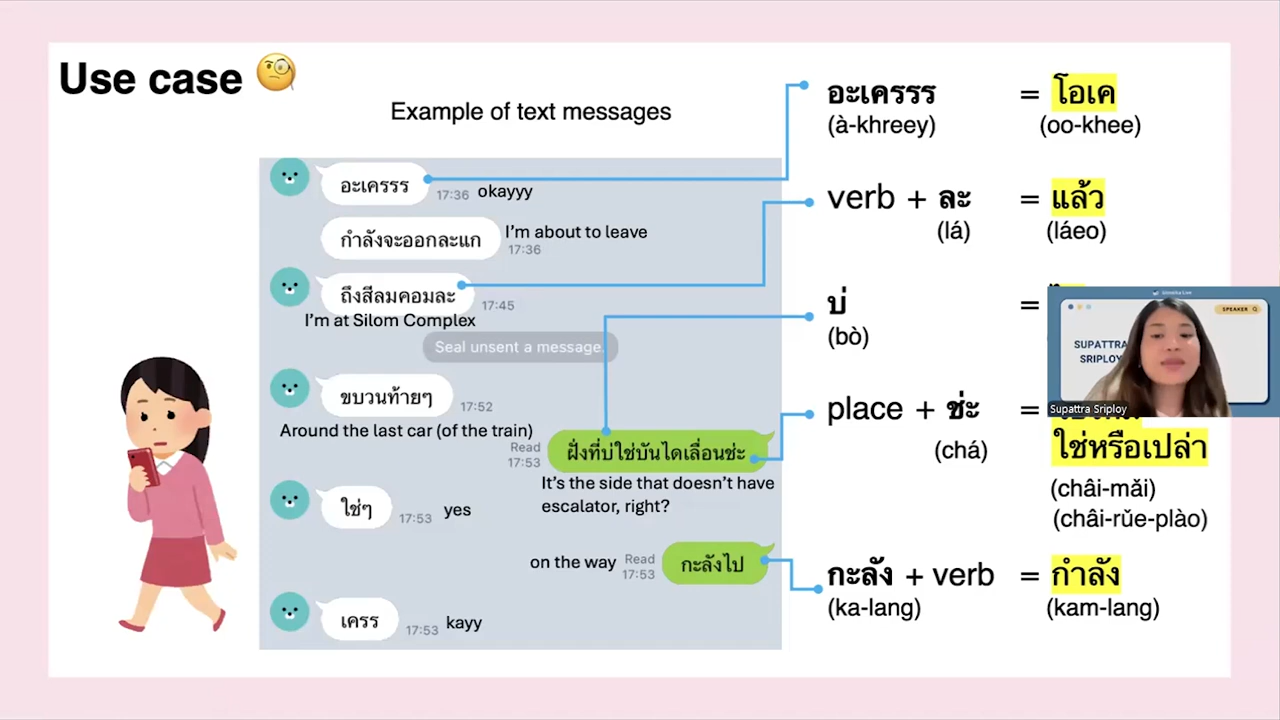 Use case
Example of text messages
อะเครรร
17:36
okayyy
กำลังจะออกละแก
I'm about to leave
17:36
ถึงสีลมคอมละ
17:45
I'm at Silom Complex
Seal unsent a message.
ขบวนท้ายๆ
17:52
Around the last car (of the train)
Read
17:53
ฝั่งที่บ่ใช่บันไดเลื่อนช่ะ
It's the side that doesn't have
escalator, right?
ใช่ๆ
17:53
yes
on the way
Read
17:53
กะลังไป
เครร
17:53
kayy
อะเครรร = โอเค
(à-khreey) (oo-khee)
verb + ละ = แล้ว
(lá) (láeo)
บ่ =
(bò)
place + ช่ะ =
(chá)
ใช่หรือเปล่า
(châi-mǎi)
(châi-rǔe-plào)
กะลัง + verb = กำลัง
(ka-lang) (kam-lang)
SPEAKER
SUPATTRA
SRIPLOY
Supattra Sriploy